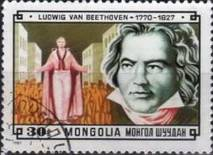 LUDWIG VAN BEETHOVEN · 1770-1827
30₮ MONGOLIA МОНГОЛ ШУУДАН